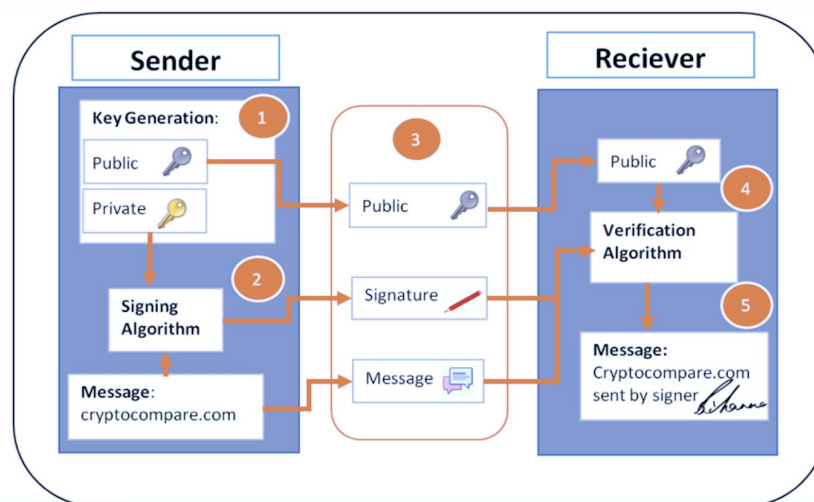 Sender
Reciever
Key Generation:
1
Public
Private
2
Signing
Algorithm
Message:
cryptocompare.com
3
Public
Signature
Message
Public
4
Verification
Algorithm
5
Message:
Cryptocompare.com
sent by signer
Rihanna